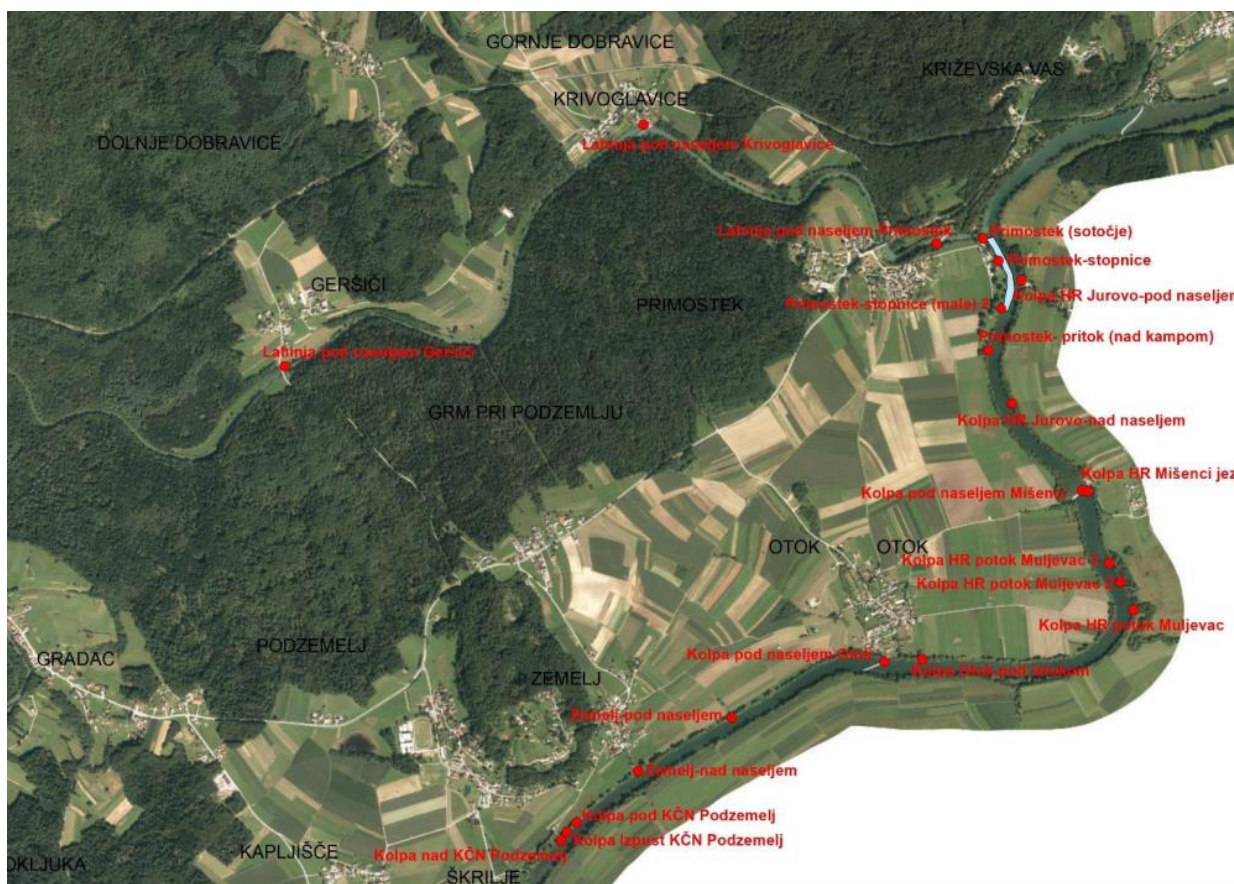 GORNJE DOBRAVICE
KRIŽEVSKA VAS
KRIVOGLAVICE
DOLNJE DOBRAVICE
Lahinja pod naseljem Krivoglavice
Lahinja pod naseljem Primostek
Primostek (sotočje)
Primostek-stopnice
GERŠIČI
Kolpa HR Jurovo-pod naseljem
PRIMOSTEK
Primostek-stopnice (male) 2
Primostek- pritok (nad kampom)
Lahinja pod naseljem Geršiči
GRM PRI PODZEMLJU
Kolpa HR Jurovo-nad naseljem
Kolpa HR Mišenci jez
Kolpa pod naseljem Mišenci
OTOK
OTOK
Kolpa HR potok Muljevac 3
Kolpa HR potok Muljevac 2
Kolpa HR potok Muljevac
PODZEMELJ
GRADAC
Kolpa pod naseljem Otok
Kolpa Otok-pod
ZEMELJ
Zemelj-pod naseljem
Zemelj-nad naseljem
Kolpa pod KČN Podzemelj
Kolpa Izpust KČN Podzemelj
KAPLJIŠČE
Kolpa nad KČN Podzemelj
OKLJUKA
ŠKRILJE